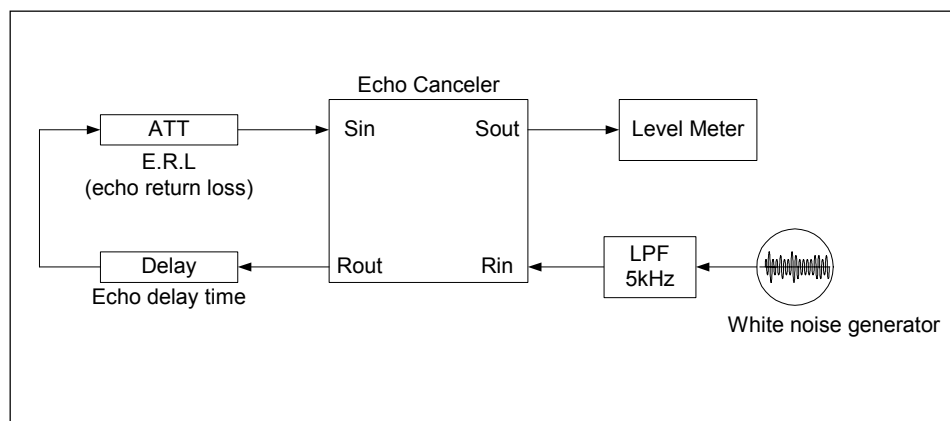 Echo Canceler
ATT
Sin
Sout
Level Meter
E.R.L
(echo return loss)
Delay
Rout
Rin
LPF
5kHz
Echo delay time
White noise generator